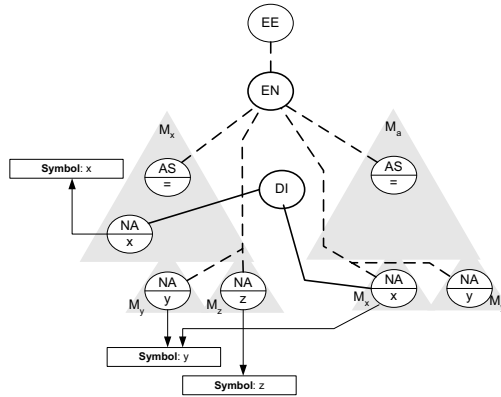 EE
EN
Mx
Ma
AS
=
AS
=
Symbol: x
DI
NA
x
NA
y
NA
z
NA
x
NA
y
My
Mz
Mx
M
Symbol: y
Symbol: z